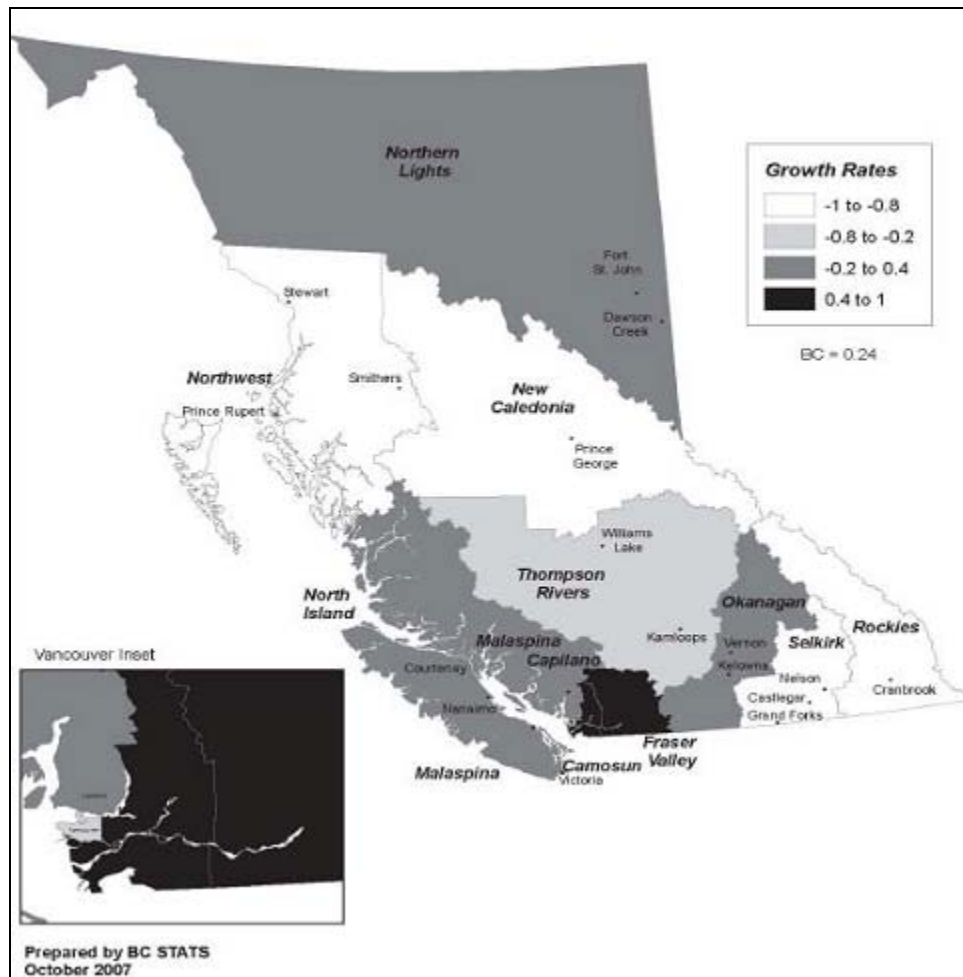 Northern
Lights
Growth Rates
-1 to -0.8
-0.8 to -0.2
-0.2 to 0.4
0.4 to 1
BC = 0.24
Fort
St. John
Dawson
Creek
Stewart
Northwest
Smithers
Prince Rupert
New
Caledonia
Prince
George
Williams
Lake
Thompson
Rivers
North
Island
Okanagan
Malaspina
Capilano
Kamloops
Vernon
Selkirk
Rockies
Courtenay
Kelowna
Nelson
Cranbrook
Castlegar
Nanaimo
Grand Forks
Fraser
Valley
Malaspina
Camosun
Victoria
Vancouver Inset
Prepared by BC STATS
October 2007